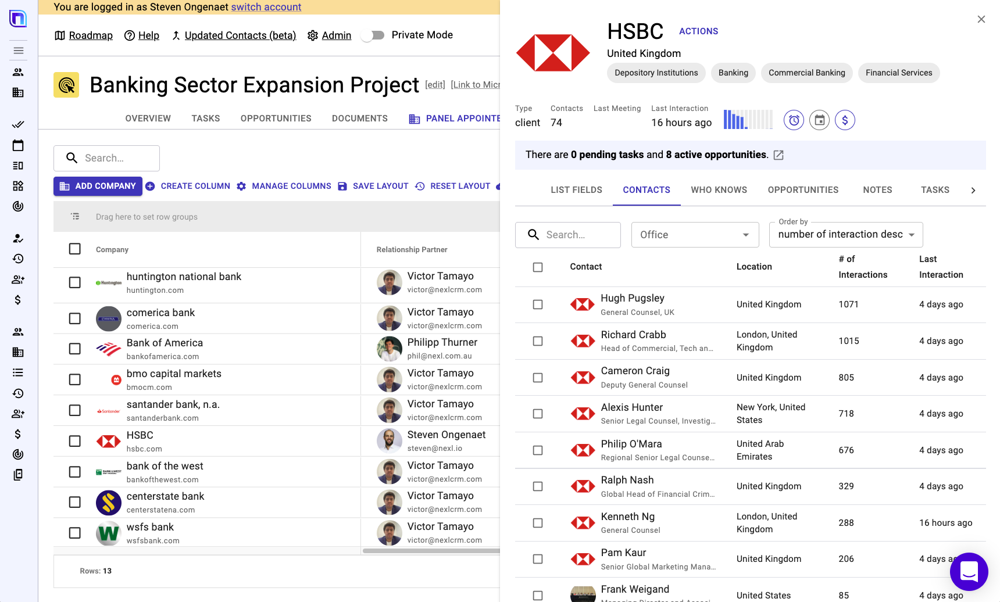 You are logged in as Steven Ongenaet switch account
Roadmap
Help
Updated Contacts (beta)
Admin
Private Mode
Banking Sector Expansion Project [edit] [Link to Micr
OVERVIEW
TASKS
OPPORTUNITIES
DOCUMENTS
PANEL APPOINTE
Search...
ADD COMPANY
CREATE COLUMN
MANAGE COLUMNS
SAVE LAYOUT
RESET LAYOUT
Drag here to set row groups
Company
Relationship Partner
Huntington
huntington national bank
huntington.com
Victor Tamayo
victor@nexlcrm.com
comerica bank
comerica.com
Victor Tamayo
victor@nexlcrm.com
Bank of America
bankofamerica.com
Philipp Thurner
phil@nexl.com.au
bmo capital markets
bmocm.com
Victor Tamayo
victor@nexlcrm.com
Santander
santander bank, n.a.
santanderbank.com
Victor Tamayo
victor@nexlcrm.com
HSBC
hsbc.com
Steven Ongenaet
steven@nexl.io
bank of the west
bankofthewest.com
Victor Tamayo
victor@nexlcrm.com
centerstate bank
centerstatena.com
Victor Tamayo
victor@nexlcrm.com
W
wsfs bank
wsfsbank.com
Victor Tamayo
victor@nexlcrm.com
Rows: 13
HSBC
ACTIONS
United Kingdom
Depository Institutions
Banking
Commercial Banking
Financial Services
Type
Contacts
Last Meeting
Last Interaction
client
74
16 hours ago
$
There are 0 pending tasks and 8 active opportunities.
LIST FIELDS
CONTACTS
WHO KNOWS
OPPORTUNITIES
NOTES
TASKS
Search...
Office
Order by
number of interaction desc
Contact
Location
# of
Interactions
Last
Interaction
Hugh Pugsley
General Counsel, UK
United Kingdom
1071
4 days ago
Richard Crabb
Head of Commercial, Tech an...
London, United
Kingdom
1015
4 days ago
Cameron Craig
Deputy General Counsel
United Kingdom
805
4 days ago
Alexis Hunter
Senior Legal Counsel, Investig...
New York, United
States
718
4 days ago
Philip O'Mara
Regional Senior Legal Counse...
United Arab
Emirates
676
4 days ago
Ralph Nash
Global Head of Financial Crim...
United Kingdom
329
4 days ago
Kenneth Ng
General Counsel
London, United
Kingdom
288
16 hours ago
Pam Kaur
Senior Global Marketing Mana...
United Kingdom
206
4 days ag
Frank Weigand
United States
85
4 days ago